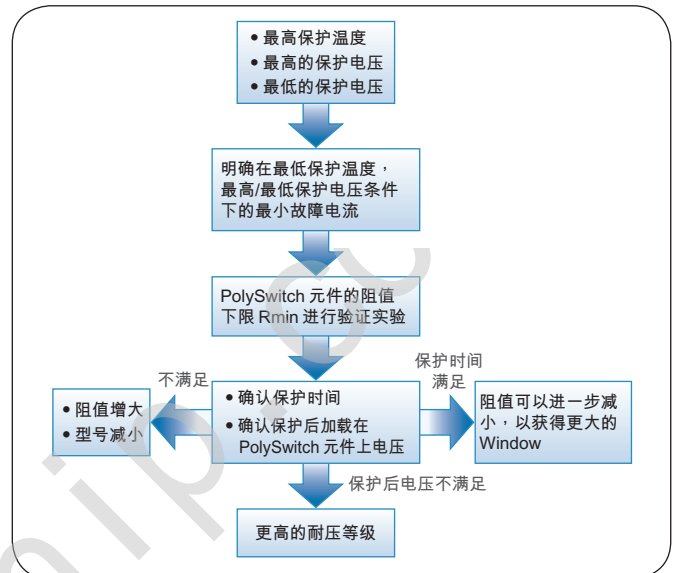 • 最高保护温度
• 最高的保护电压
• 最低的保护电压
明确在最低保护温度，
最高/最低保护电压条件
下的最小故障电流
PolySwitch 元件的阻值
下限 Rmin 进行验证实验
不满足
保护时间
满足
• 阻值增大
• 型号减小
• 确认保护时间
• 确认保护后加载在
PolySwitch 元件上电压
阻值可以进一步减
小，以获得更大的
Window
保护后电压不满足
更高的耐压等级